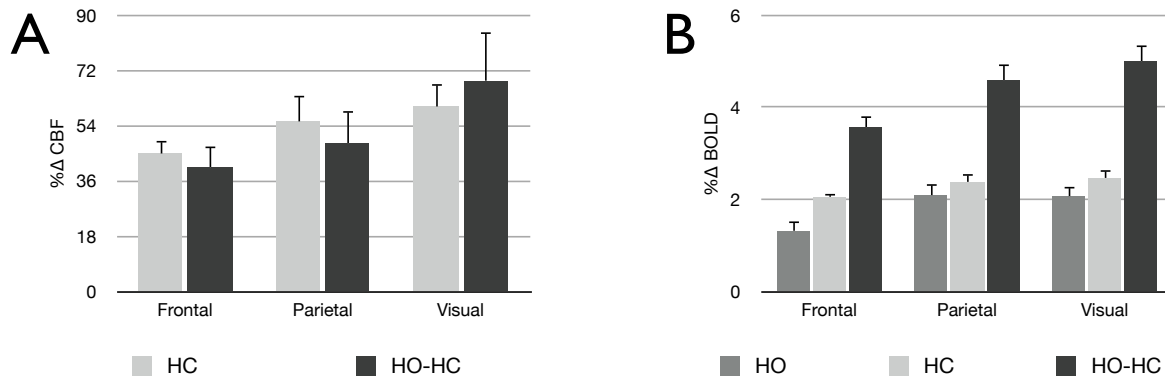 A
B
90
72
54
36
18
0
%Δ CBF
Frontal Parietal Visual
HC HO-HC
6
4
2
0
%Δ BOLD
Frontal Parietal Visual
HO HC HO-HC